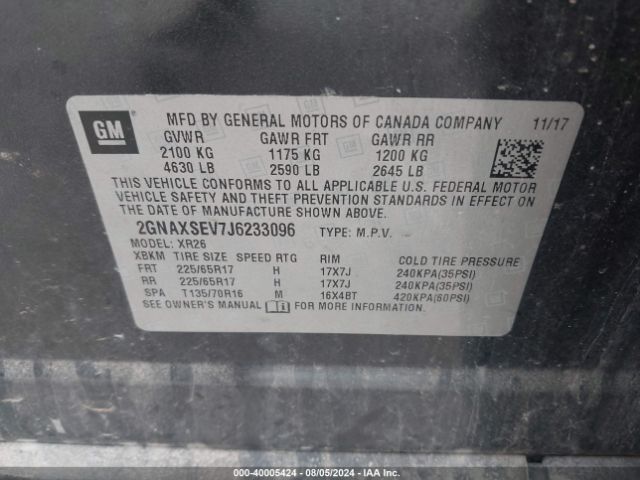 GM
MFD BY GENERAL MOTORS OF CANADA COMPANY 11/17
GVWR GAWR FRT GAWR RR
2100 KG 1175 KG 1200 KG
4630 LB 2590 LB 2645 LB
THIS VEHICLE CONFORMS TO ALL APPLICABLE U.S. FEDERAL MOTOR
VEHICLE SAFETY AND THEFT PREVENTION STANDARDS IN EFFECT ON
THE DATE OF MANUFACTURE SHOWN ABOVE.
2GNAXSEV7J6233096 TYPE: M.P.V.
MODEL: XR26
XBKM TIRE SIZE SPEED RTG RIM COLD TIRE PRESSURE
FRT 225/65R17 H 17X7J 240KPA(35PSI)
RR 225/65R17 H 17X7J 240KPA(35PSI)
SPA T135/70R16 M 16X4BT 420KPA(60PSI)
SEE OWNER'S MANUAL FOR MORE INFORMATION.
000-40005424 - 08/05/2024 - IAA Inc.